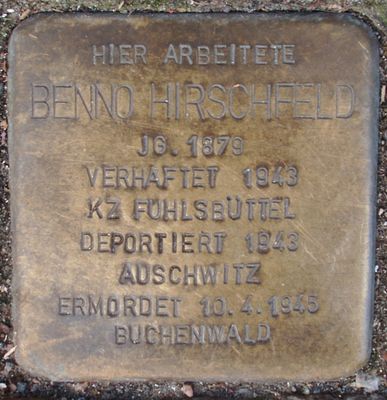 HIER ARBEITETE
BENNO HIRSCHFELD
JG. 1879
VERHAFTET 1943
KZ FUHLSBÜTTEL
DEPORTIERT 1943
AUSCHWITZ
ERMORDET 10.4.1945
BUCHENWALD